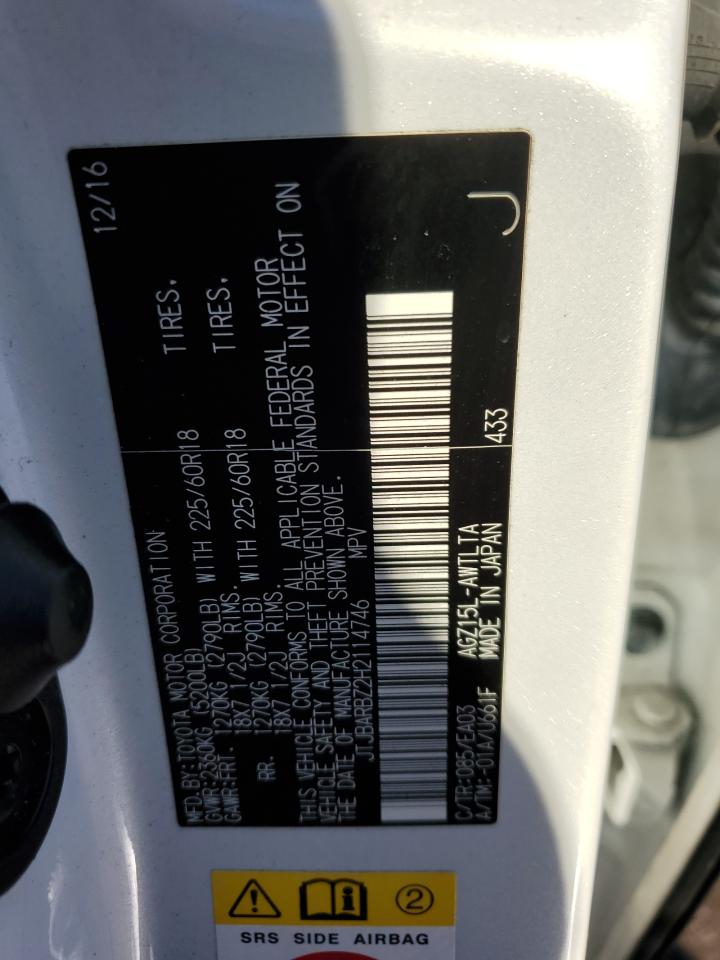 MFD.BY:TOYOTA MOTOR CORPORATION 12/16
GVWR:2360KG (5200LB)
GAWR:FRT. 1270KG (2790LB) WITH 225/60R18 TIRES,
18X7 1/2J RIMS.
RR. 1270KG (2790LB) WITH 225/60R18 TIRES,
18X7 1/2J RIMS.
THIS VEHICLE CONFORMS TO ALL APPLICABLE FEDERAL MOTOR
VEHICLE SAFETY AND THEFT PREVENTION STANDARDS IN EFFECT ON
THE DATE OF MANUFACTURE SHOWN ABOVE.
JTJBARBZ2H2114746 MPV
C/TR:085/EA03 AGZ15L-AWTLTA
A/TM:-01A/U661F MADE IN JAPAN 433 J
2
SRS SIDE AIRBAG